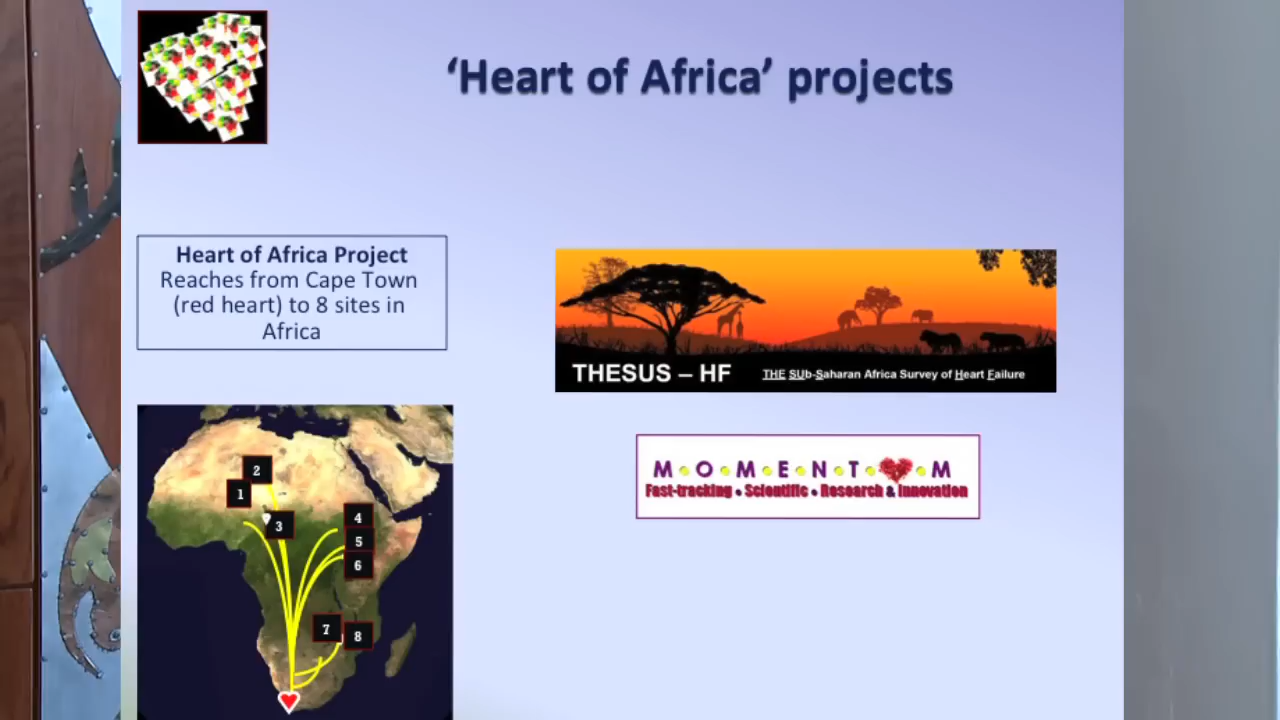 ‘Heart of Africa’ projects
Heart of Africa Project
Reaches from Cape Town
(red heart) to 8 sites in
Africa
THESUS – HF
THE SUb-Saharan Africa Survey of Heart Failure
M•O•M•E•N•T•M
Fast-tracking • Scientific • Research & Innovation
2
1
3
4
5
6
7
8